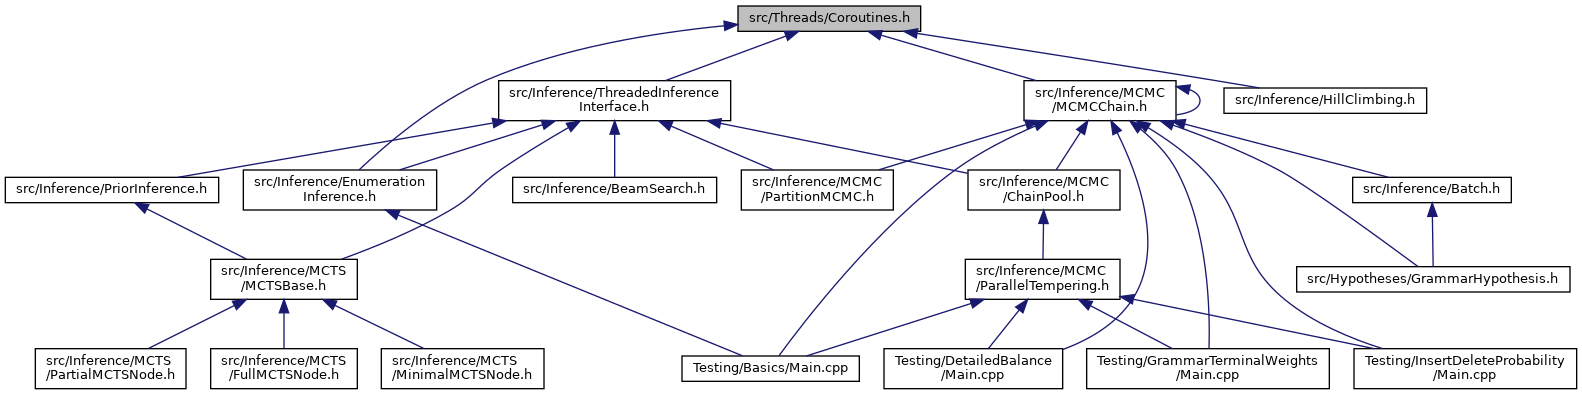 src/Threads/Coroutines.h
src/Inference/ThreadedInference
Interface.h
src/Inference/MCMC
/MCMCChain.h
src/Inference/HillClimbing.h
src/Inference/PriorInference.h
src/Inference/Enumeration
Inference.h
src/Inference/BeamSearch.h
src/Inference/MCMC
/PartitionMCMC.h
src/Inference/MCMC
/ChainPool.h
src/Inference/Batch.h
src/Inference/MCTS
/MCTSBase.h
src/Inference/MCMC
/ParallelTempering.h
src/Hypotheses/GrammarHypothesis.h
src/Inference/MCTS
/PartialMCTSNode.h
src/Inference/MCTS
/FullMCTSNode.h
src/Inference/MCTS
/MinimalMCTSNode.h
Testing/Basics/Main.cpp
Testing/DetailedBalance
/Main.cpp
Testing/GrammarTerminalWeights
/Main.cpp
Testing/InsertDeleteProbability
/Main.cpp